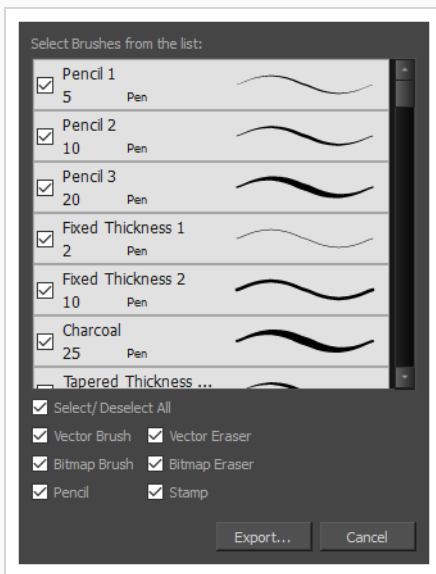 Select Brushes from the list:
Pencil 1
5 Pen
Pencil 2
10 Pen
Pencil 3
20 Pen
Fixed Thickness 1
2 Pen
Fixed Thickness 2
10 Pen
Charcoal
25 Pen
Tapered Thickness ...
Select/Deselect All
Vector Brush Vector Eraser
Bitmap Brush Bitmap Eraser
Pencil Stamp
Export... Cancel